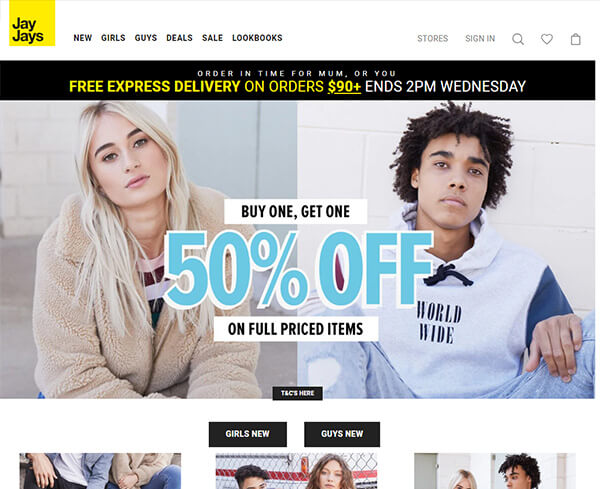 Jay
Jays
NEW GIRLS GUYS DEALS SALE LOOKBOOKS
STORES SIGN IN
ORDER IN TIME FOR MUM, OR YOU
FREE EXPRESS DELIVERY ON ORDERS $90+ ENDS 2PM WEDNESDAY
BUY ONE, GET ONE
50% OFF
ON FULL PRICED ITEMS
WORLD
WIDE
T&C'S HERE
GIRLS NEW GUYS NEW